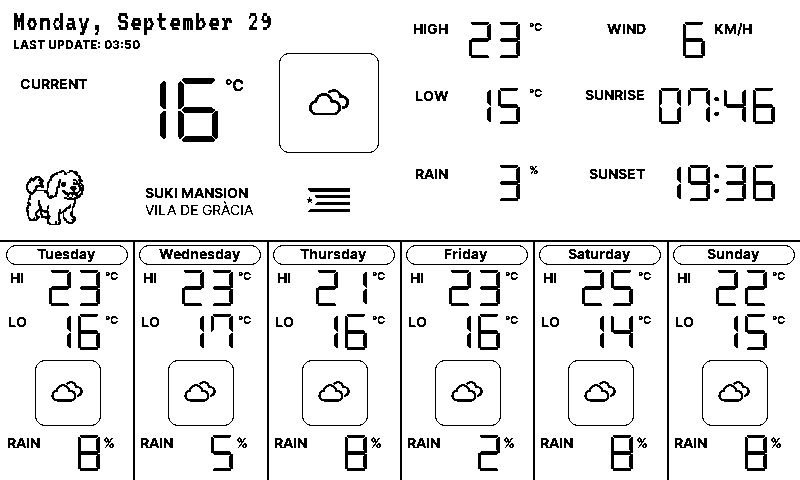 Monday, September 29
LAST UPDATE: 03:50
CURRENT 16 °C
SUKI MANSION
VILA DE GRÀCIA
HIGH 23 °C
LOW 15 °C
RAIN 3 %
WIND 6 KM/H
SUNRISE 07:46
SUNSET 19:36
Tuesday
HI 23 °C
LO 16 °C
RAIN 8 %
Wednesday
HI 23 °C
LO 17 °C
RAIN 5 %
Thursday
HI 21 °C
LO 16 °C
RAIN 8 %
Friday
HI 23 °C
LO 16 °C
RAIN 2 %
Saturday
HI 25 °C
LO 14 °C
RAIN 8 %
Sunday
HI 22 °C
LO 15 °C
RAIN 8 %